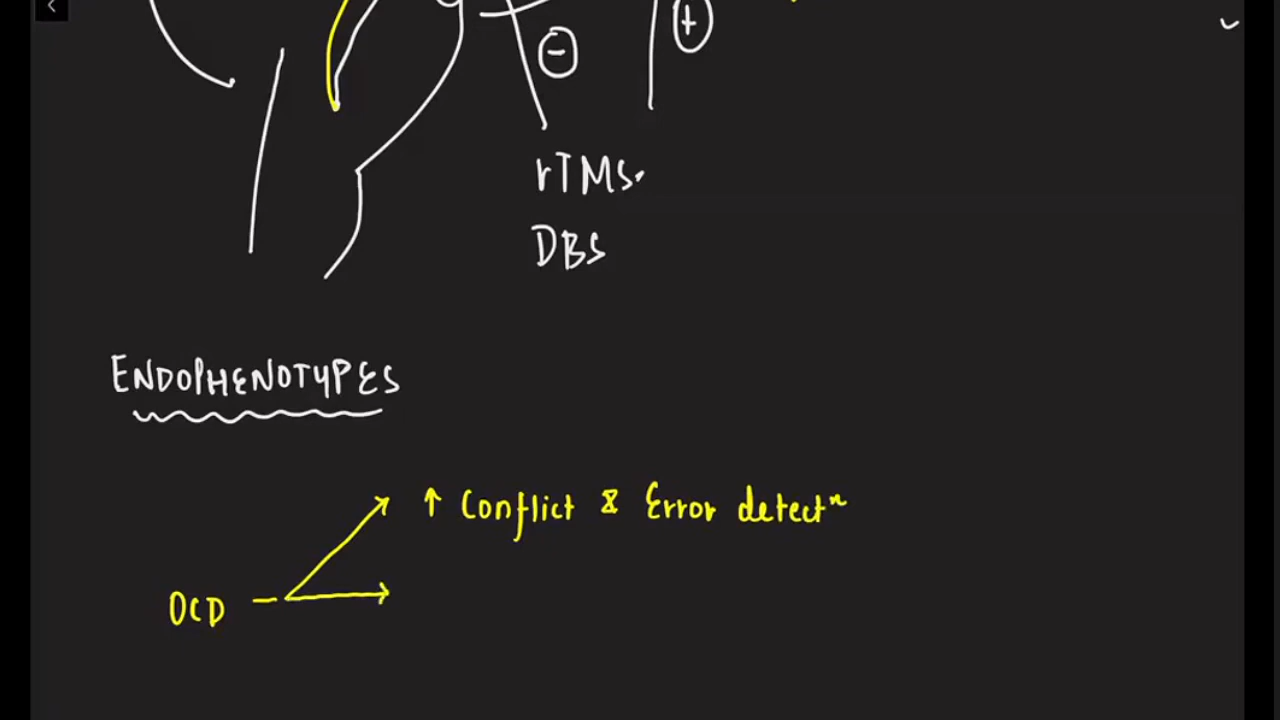 ⊖ ⊕
rTMS.
DBS
ENDOPHENOTYPES
↑ Conflict & Error detectⁿ
OCD –